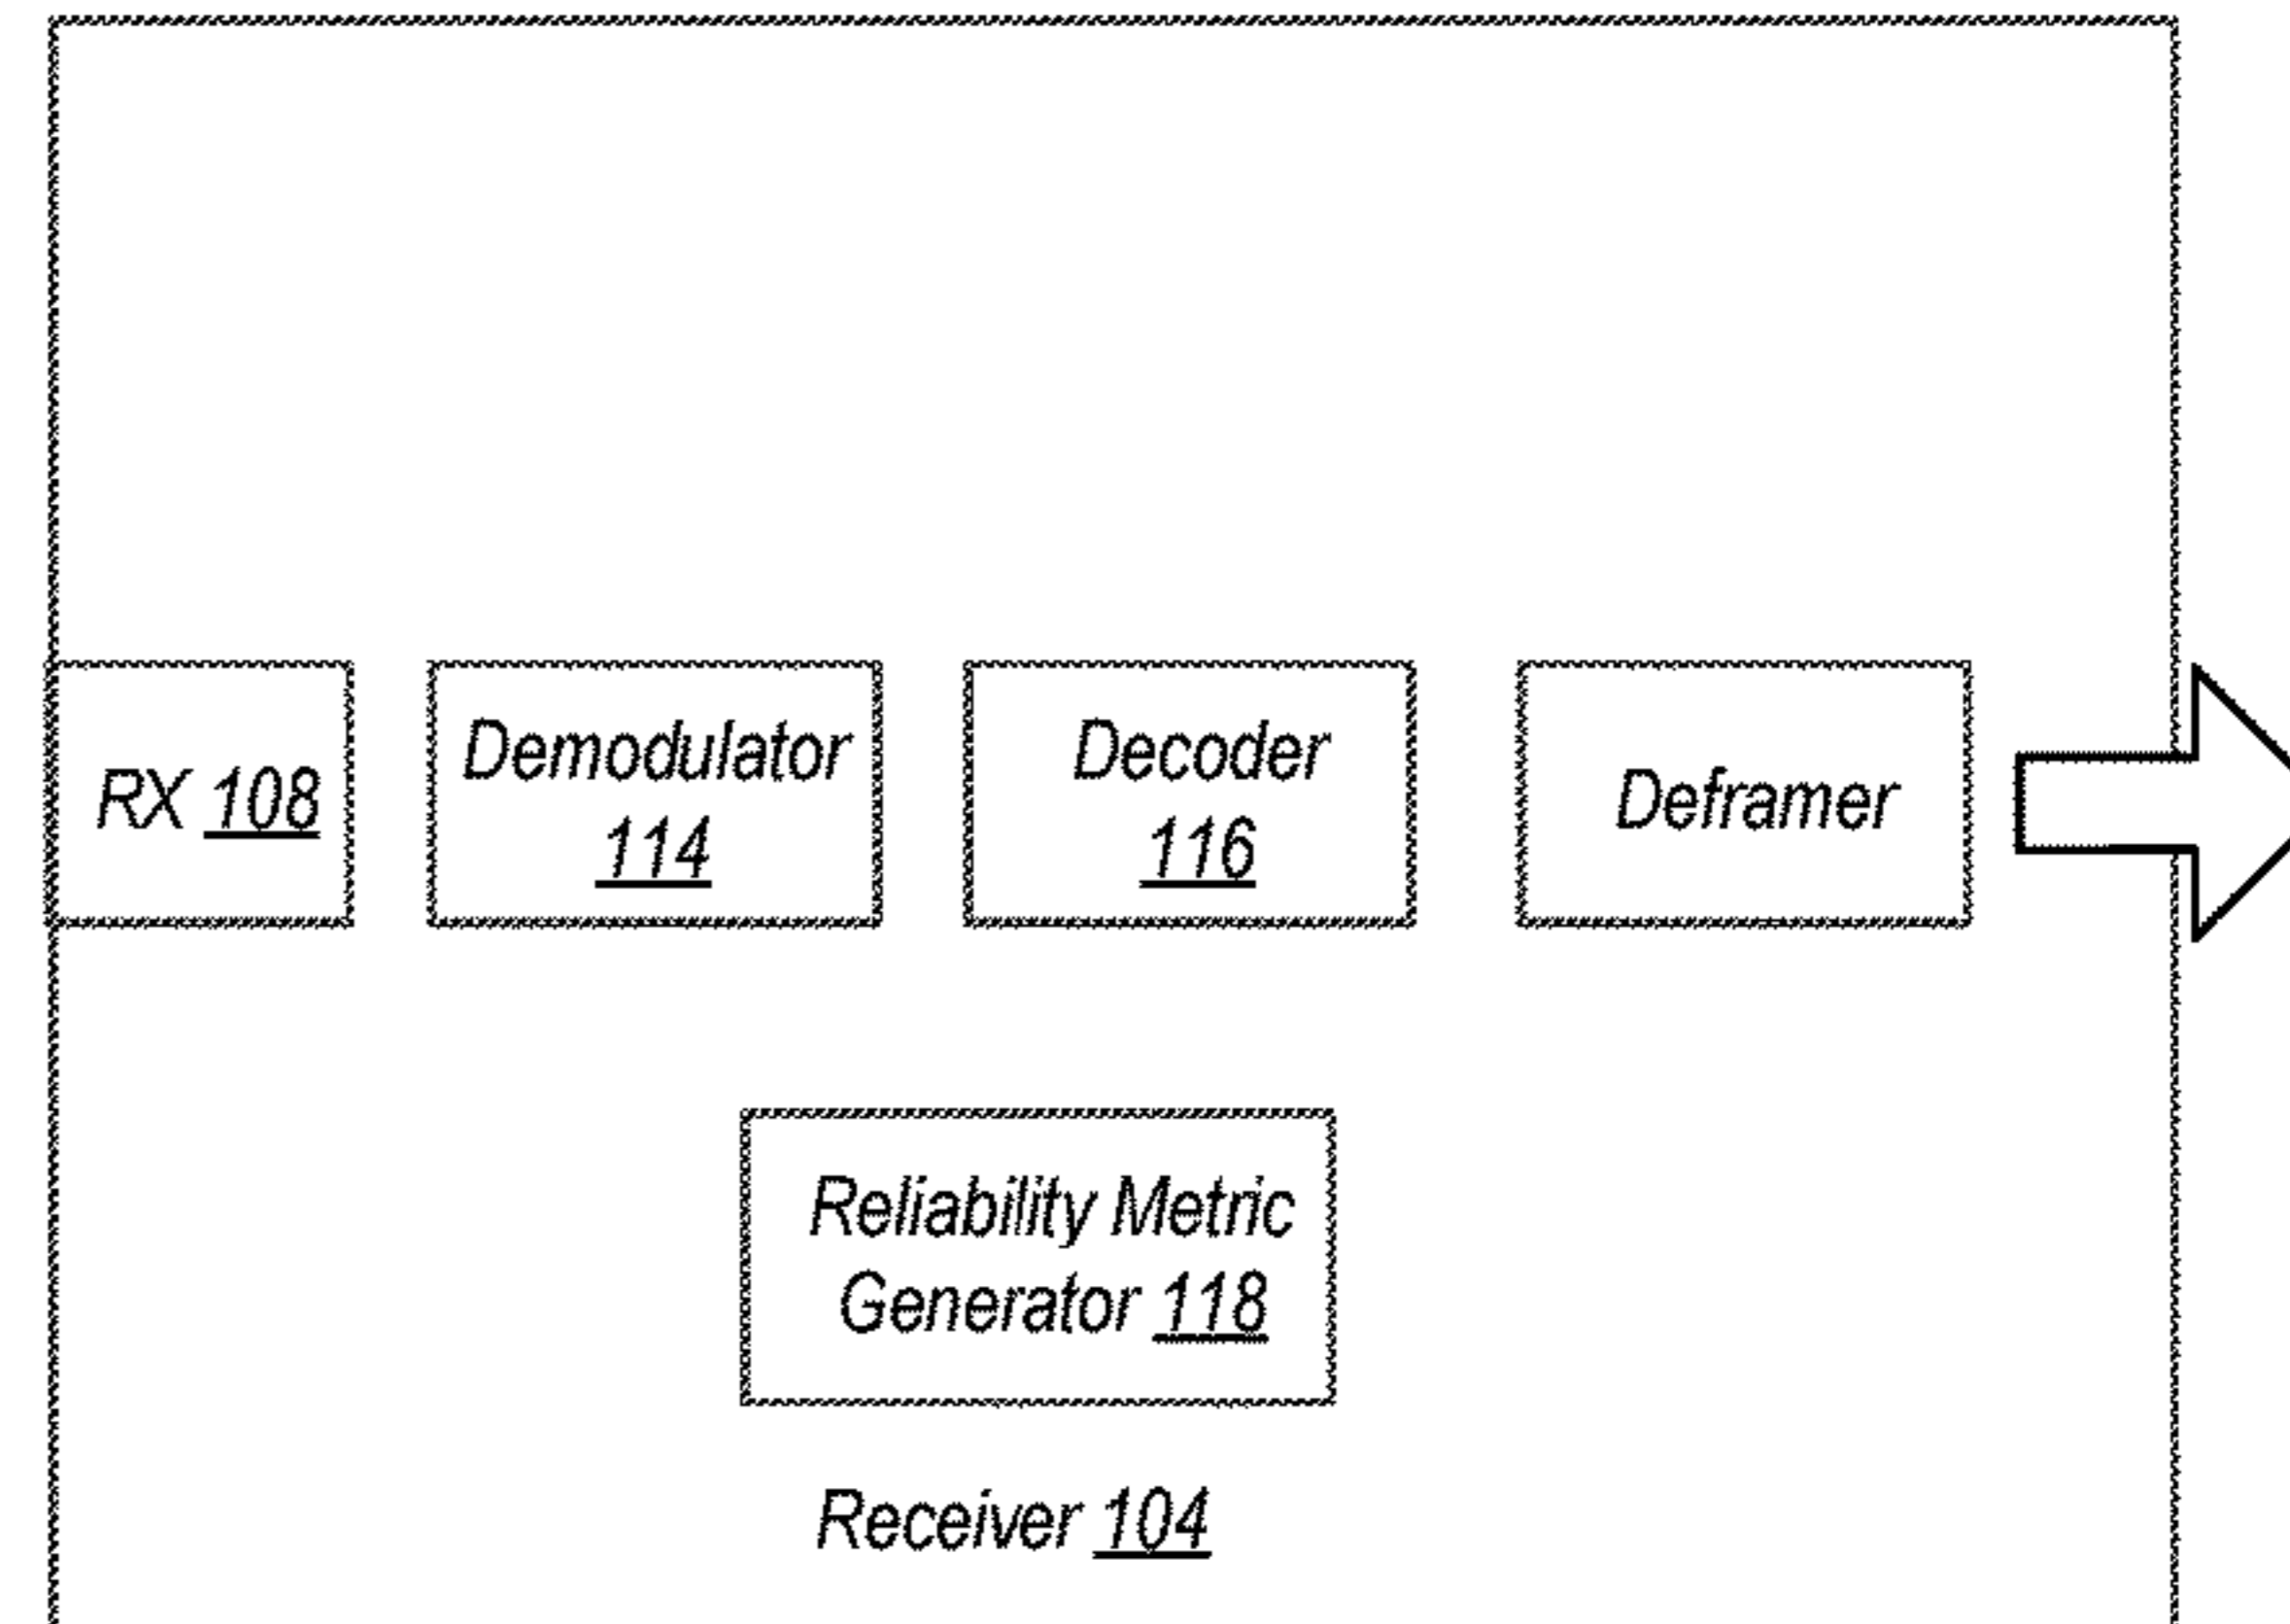 RX 108
Demodulator
114
Decoder
116
Deframer
Reliability Metric
Generator 118
Receiver 104